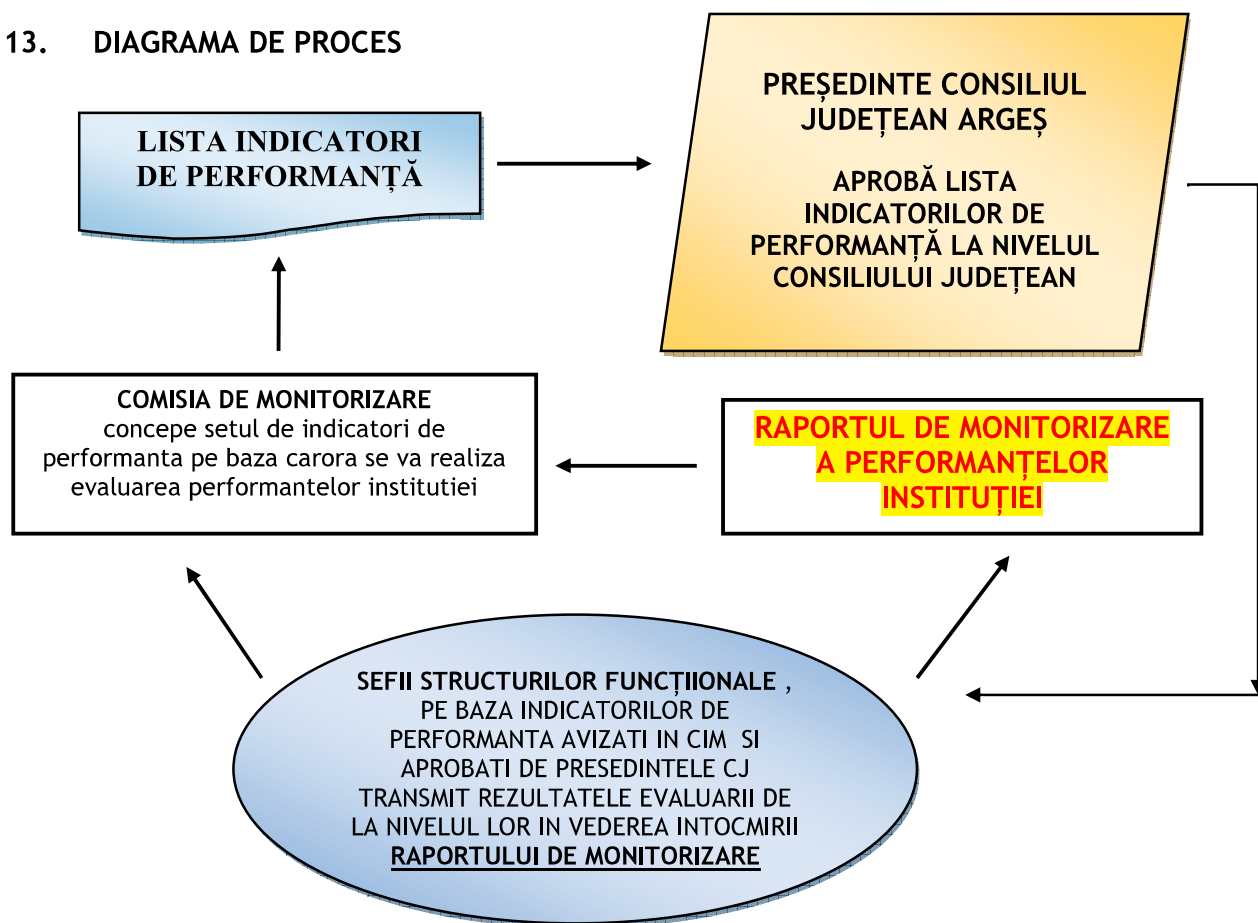 13. DIAGRAMA DE PROCES
LISTA INDICATORI
DE PERFORMANȚĂ
PREȘEDINTE CONSILIUL
JUDEȚEAN ARGEȘ
APROBĂ LISTA
INDICATORILOR DE
PERFORMANȚĂ LA NIVELUL
CONSILIULUI JUDEȚEAN
COMISIA DE MONITORIZARE
concepe setul de indicatori de
performanta pe baza carora se va realiza
evaluarea performantelor institutiei
RAPORTUL DE MONITORIZARE
A PERFORMANȚELOR
INSTITUȚIEI
SEFII STRUCTURILOR FUNCȚIIONALE ,
PE BAZA INDICATORILOR DE
PERFORMANTA AVIZATI IN CIM SI
APROBATI DE PRESEDINTELE CJ
TRANSMIT REZULTATELE EVALUARII DE
LA NIVELUL LOR IN VEDEREA INTOCMIRII
RAPORTULUI DE MONITORIZARE